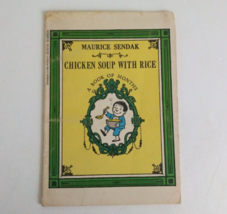 MAURICE SENDAK
CHICKEN SOUP WITH RICE
A BOOK OF MONTHS